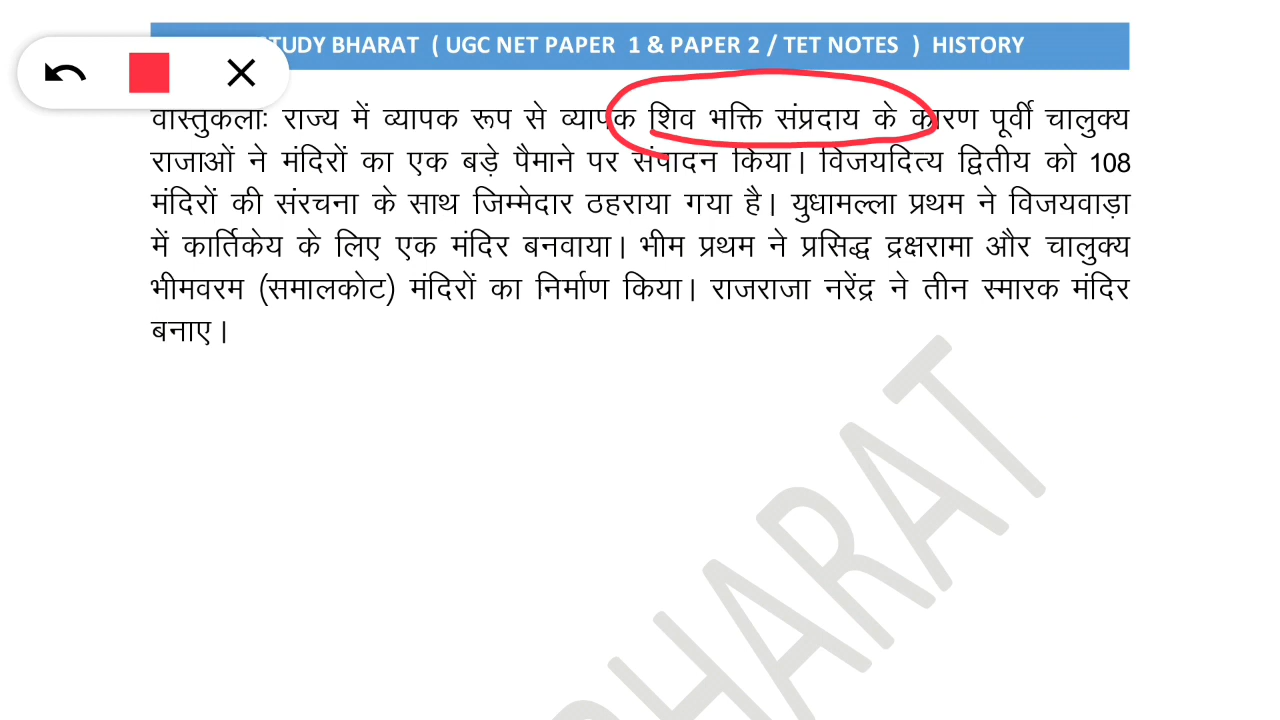 TUDY BHARAT ( UGC NET PAPER 1 & PAPER 2 / TET NOTES ) HISTORY
वास्तुकला: राज्य में व्यापक रूप से व्यापक शिव भक्ति संप्रदाय के कारण पूर्वी चालुक्य
राजाओं ने मंदिरों का एक बड़े पैमाने पर संपादन किया। विजयदित्य द्वितीय को 108
मंदिरों की संरचना के साथ जिम्मेदार ठहराया गया है। युधामल्ला प्रथम ने विजयवाड़ा
में कार्तिकेय के लिए एक मंदिर बनवाया। भीम प्रथम ने प्रसिद्ध द्रक्षरामा और चालुक्य
भीमवरम (समालकोट) मंदिरों का निर्माण किया। राजराजा नरेंद्र ने तीन स्मारक मंदिर
बनाए।
BHARAT